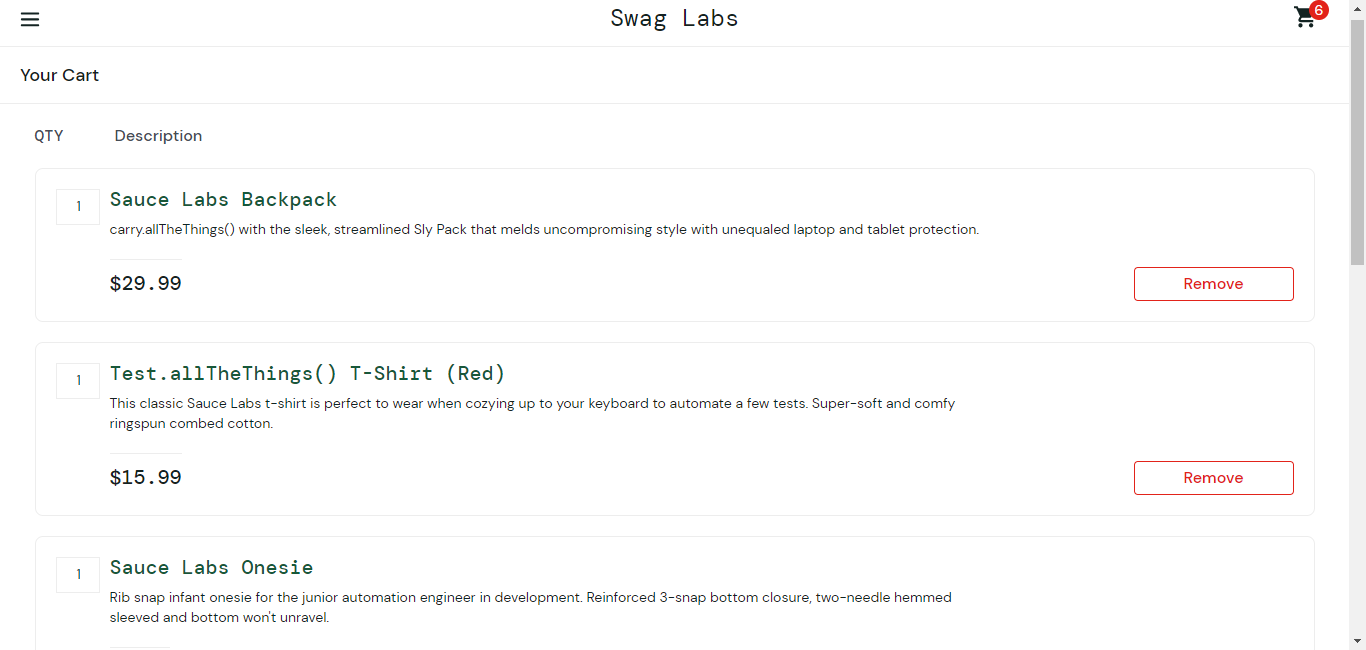 Swag Labs
6
Your Cart
QTY Description
1
Sauce Labs Backpack
carry.allTheThings() with the sleek, streamlined Sly Pack that melds uncompromising style with unequaled laptop and tablet protection.
$29.99
Remove
1
Test.allTheThings() T-Shirt (Red)
This classic Sauce Labs t-shirt is perfect to wear when cozying up to your keyboard to automate a few tests. Super-soft and comfy
ringspun combed cotton.
$15.99
Remove
1
Sauce Labs Onesie
Rib snap infant onesie for the junior automation engineer in development. Reinforced 3-snap bottom closure, two-needle hemmed
sleeved and bottom won't unravel.